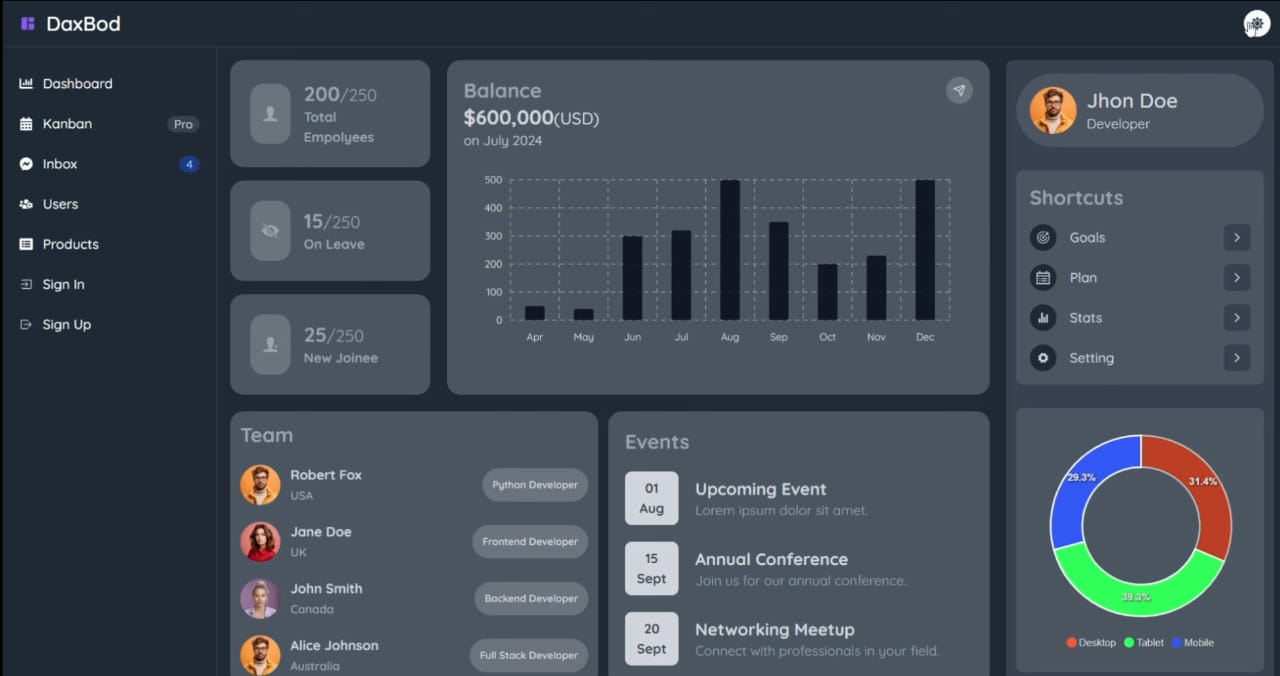 DaxBod
Dashboard
Kanban Pro
Inbox 4
Users
Products
Sign In
Sign Up
200/250
Total
Empolyees
15/250
On Leave
25/250
New Joinee
Balance
$600,000(USD)
on July 2024
500
400
300
200
100
0
Apr May Jun Jul Aug Sep Oct Nov Dec
Team
Robert Fox
USA
Python Developer
Jane Doe
UK
Frontend Developer
John Smith
Canada
Backend Developer
Alice Johnson
Australia
Full Stack Developer
Events
01
Aug
Upcoming Event
Lorem ipsum dolor sit amet.
15
Sept
Annual Conference
Join us for our annual conference.
20
Sept
Networking Meetup
Connect with professionals in your field.
Jhon Doe
Developer
Shortcuts
Goals
Plan
Stats
Setting
29.3%
31.4%
39.3%
Desktop Tablet Mobile